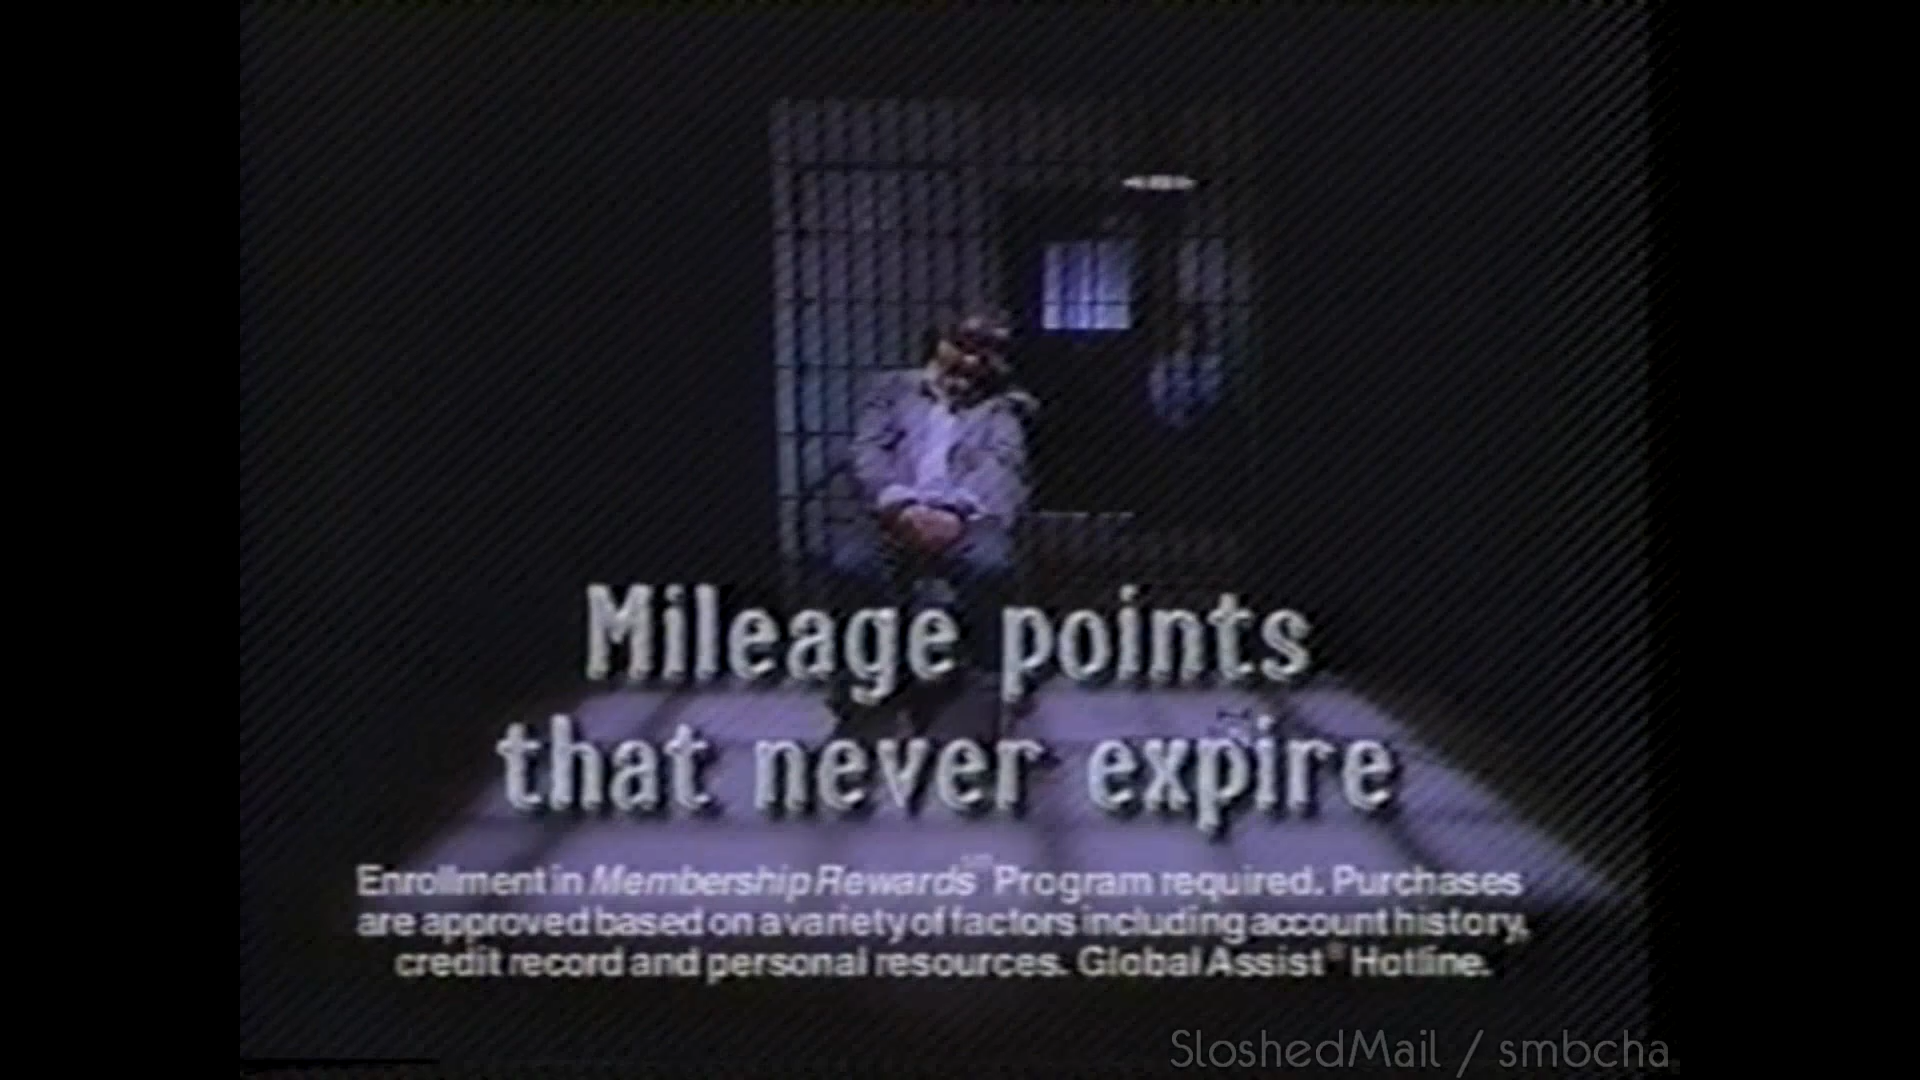 Mileage points
that never expire
Enrollment in Membership Rewards℠ Program required. Purchases
are approved based on a variety of factors including account history,
credit record and personal resources. Global Assist® Hotline.
SloshedMail / smbcha